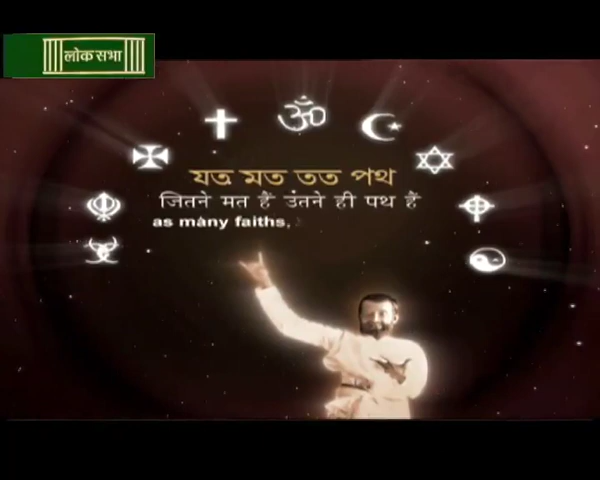 लोक सभा
যত মত তত পথ
जितने मत हैं उतने ही पथ हैं
as many faiths,